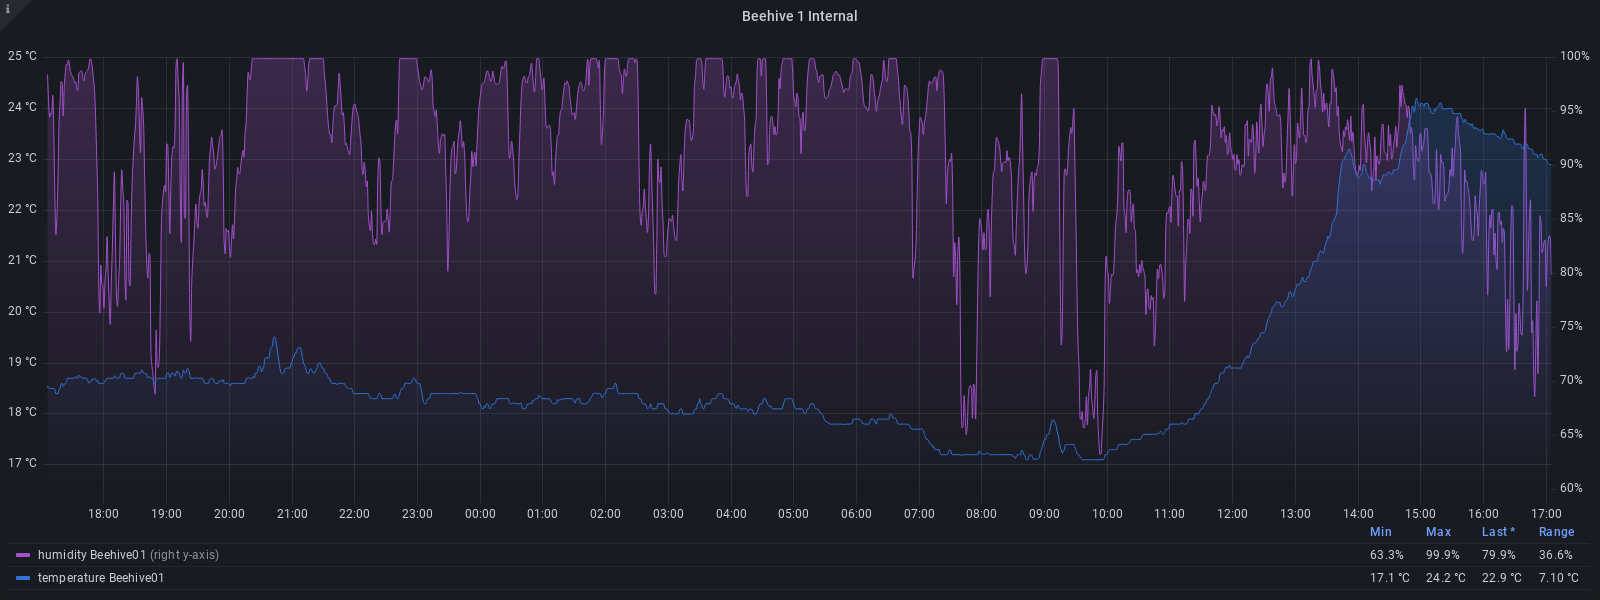 i
Beehive 1 Internal
25 °C 100%
24 °C 95%
23 °C 90%
22 °C 85%
21 °C 80%
20 °C 75%
19 °C 70%
18 °C 65%
17 °C 60%
18:00 19:00 20:00 21:00 22:00 23:00 00:00 01:00 02:00 03:00 04:00 05:00 06:00 07:00 08:00 09:00 10:00 11:00 12:00 13:00 14:00 15:00 16:00 17:00
Min Max Last * Range
humidity Beehive01 (right y-axis) 63.3% 99.9% 79.9% 36.6%
temperature Beehive01 17.1 °C 24.2 °C 22.9 °C 7.10 °C